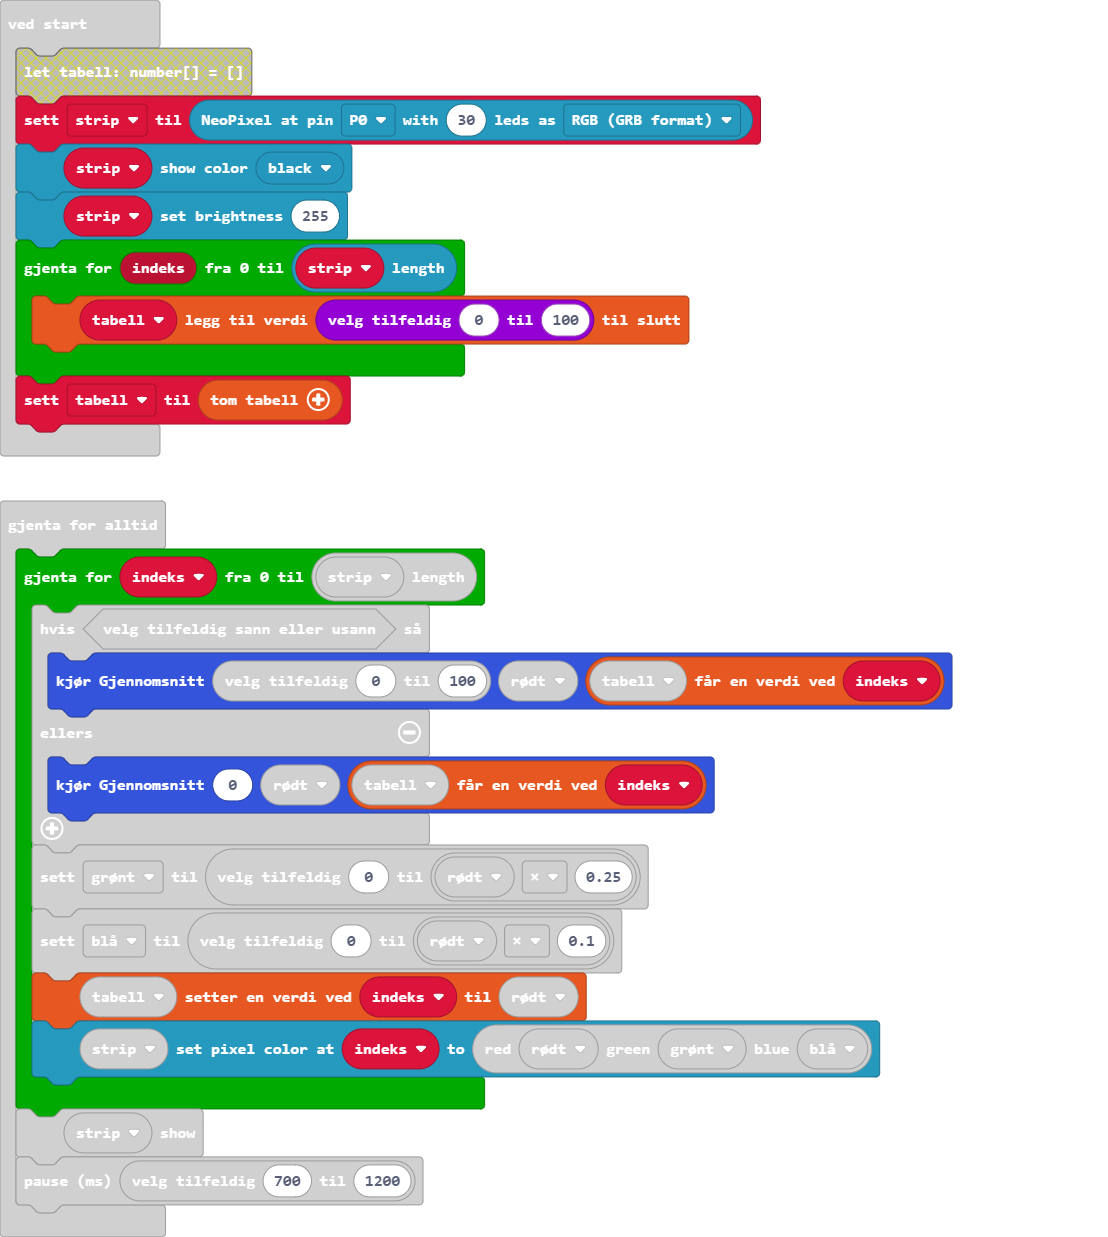 ved start
let tabell: number[] = []
sett strip til NeoPixel at pin P0 with 30 leds as RGB (GRB format)
strip show color black
strip set brightness 255
gjenta for indeks fra 0 til strip length
tabell legg til verdi velg tilfeldig 0 til 100 til slutt
sett tabell til tom tabell
gjenta for alltid
gjenta for indeks fra 0 til strip length
hvis velg tilfeldig sann eller usann så
kjør Gjennomsnitt velg tilfeldig 0 til 100 rødt tabell får en verdi ved indeks
ellers
kjør Gjennomsnitt 0 rødt tabell får en verdi ved indeks
sett grønt til velg tilfeldig 0 til rødt × 0.25
sett blå til velg tilfeldig 0 til rødt × 0.1
tabell setter en verdi ved indeks til rødt
strip set pixel color at indeks to red rødt green grønt blue blå
strip show
pause (ms) velg tilfeldig 700 til 1200